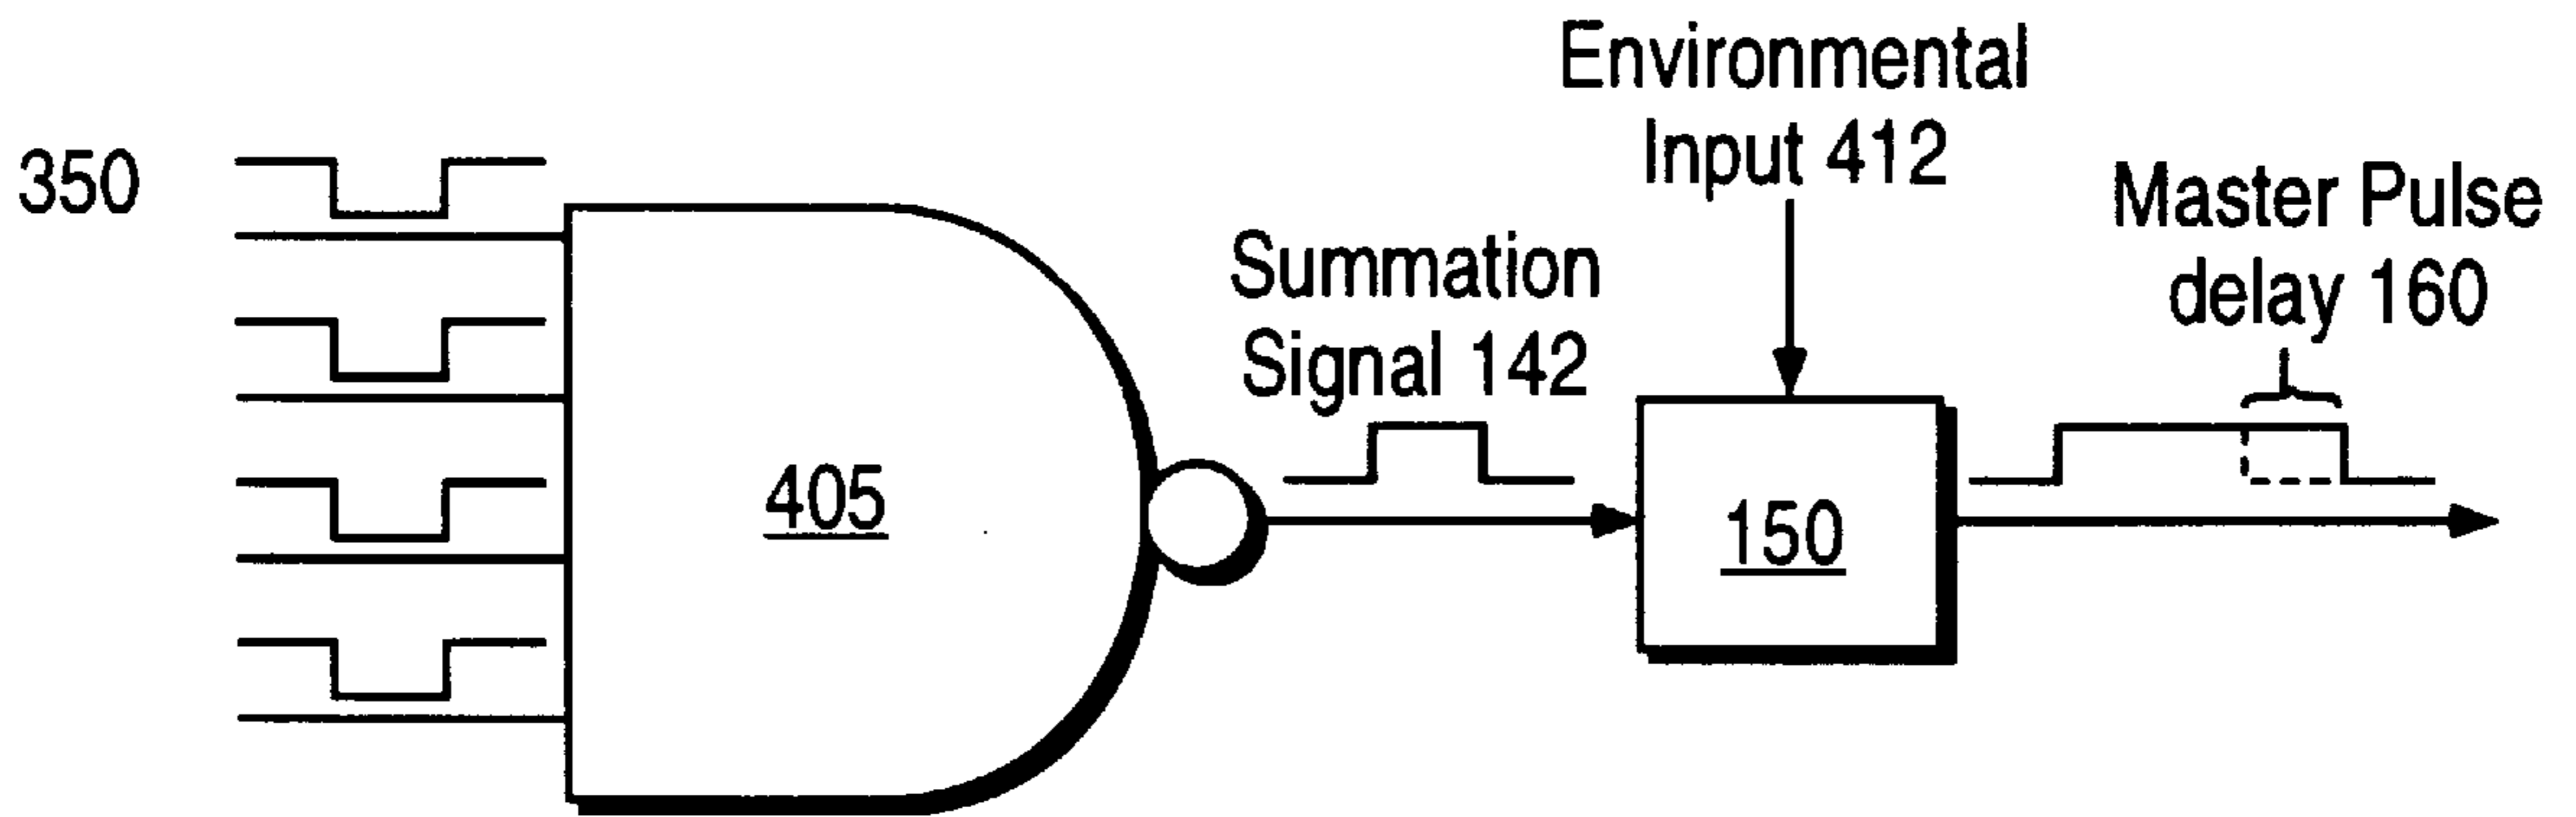 350
405
Summation
Signal 142
Environmental
Input 412
150
Master Pulse
delay 160